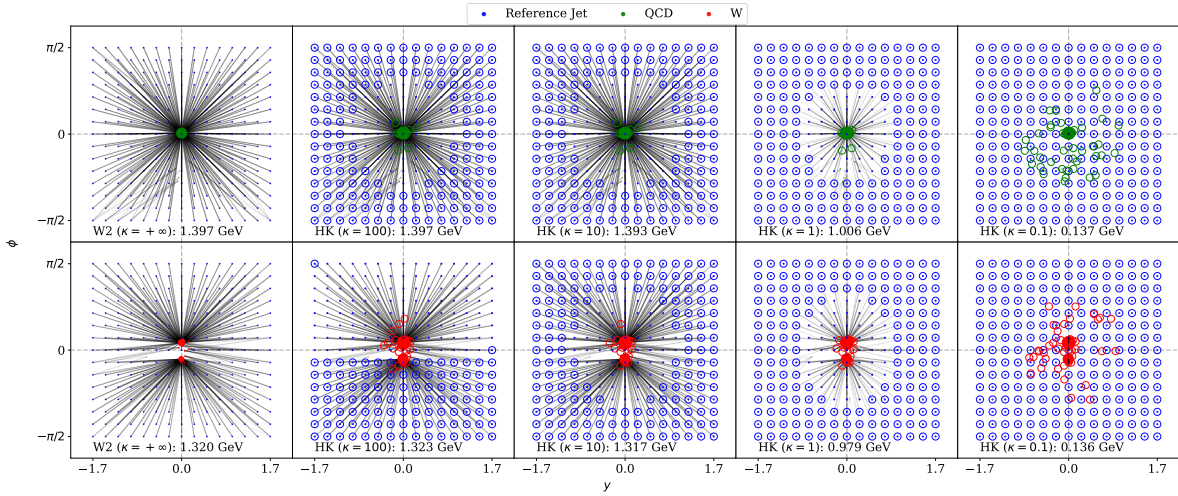 Reference Jet QCD W
π/2
0
−π/2
W2 (κ = +∞): 1.397 GeV
HK (κ = 100): 1.397 GeV
HK (κ = 10): 1.393 GeV
HK (κ = 1): 1.006 GeV
HK (κ = 0.1): 0.137 GeV
ϕ
π/2
0
−π/2
W2 (κ = +∞): 1.320 GeV
HK (κ = 100): 1.323 GeV
HK (κ = 10): 1.317 GeV
HK (κ = 1): 0.979 GeV
HK (κ = 0.1): 0.136 GeV
−1.7 0.0 1.7 −1.7 0.0 1.7 −1.7 0.0 1.7 −1.7 0.0 1.7 −1.7 0.0 1.7
y